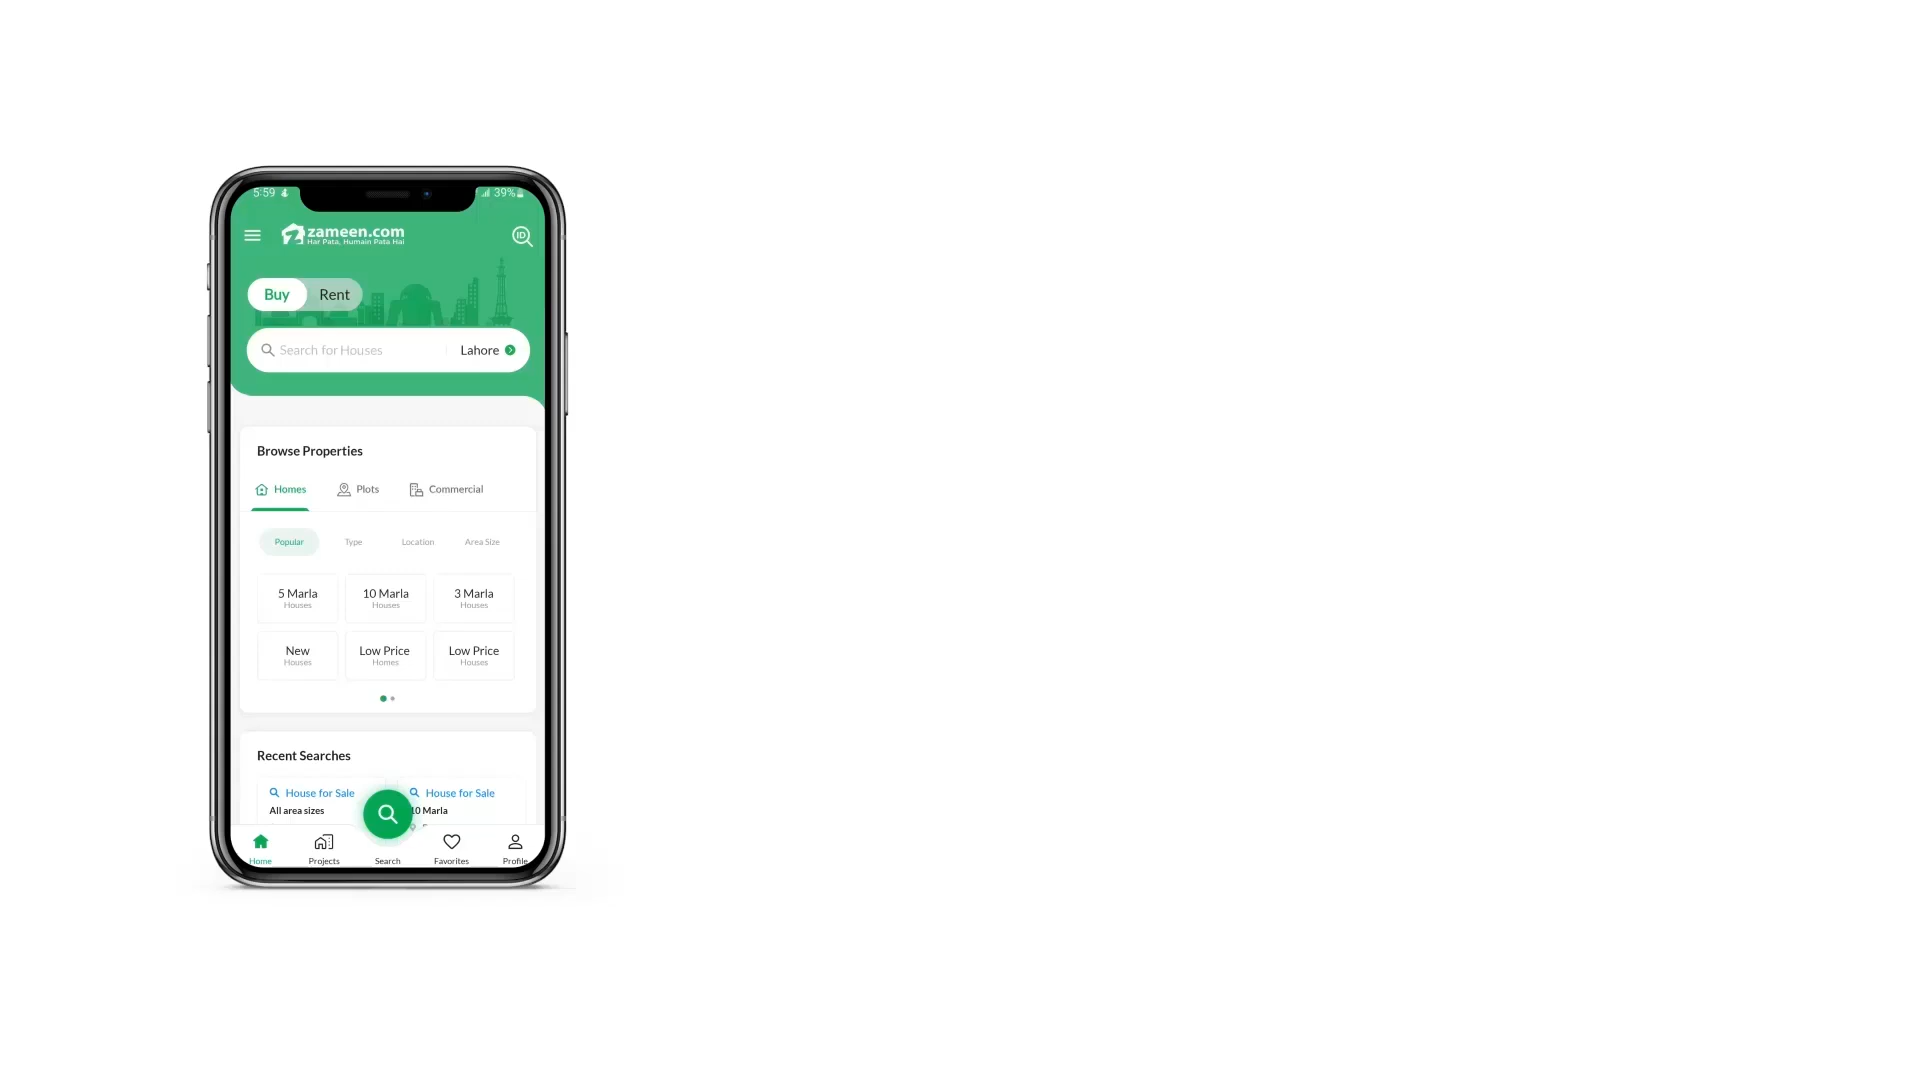 5:59 39%
zameen.com
Har Pata, Humain Pata Hai
ID
Buy Rent
Search for Houses Lahore
Browse Properties
Homes Plots Commercial
Popular Type Location Area Size
5 Marla 10 Marla 3 Marla
Houses Houses Houses
New Low Price Low Price
Houses Homes Houses
Recent Searches
House for Sale House for Sale
All area sizes 10 Marla
Home Projects Search Favorites Profile